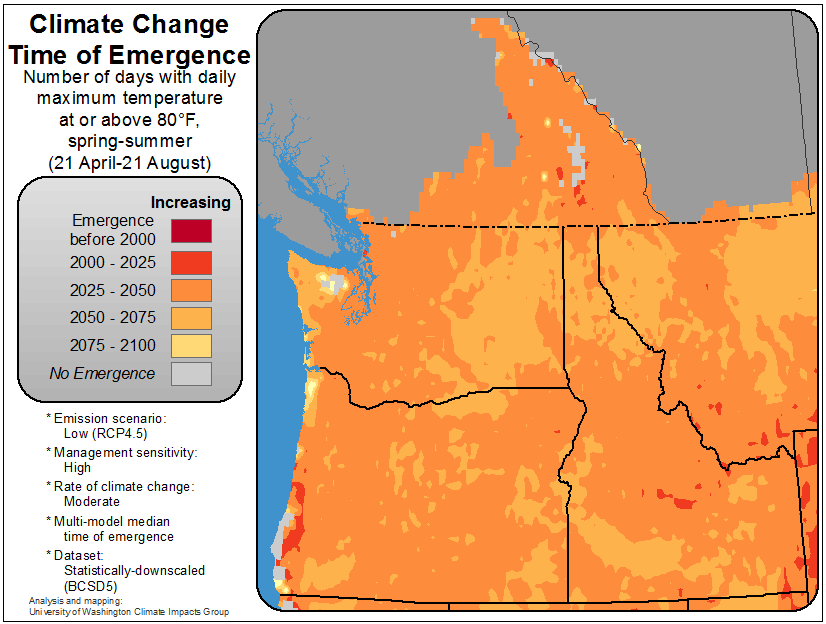 Climate Change
Time of Emergence
Number of days with daily
maximum temperature
at or above 80°F,
spring-summer
(21 April-21 August)
Increasing
Emergence
before 2000
2000 - 2025
2025 - 2050
2050 - 2075
2075 - 2100
No Emergence
* Emission scenario:
Low (RCP4.5)
* Management sensitivity:
High
* Rate of climate change:
Moderate
* Multi-model median
time of emergence
* Dataset:
Statistically-downscaled
(BCSD5)
Analysis and mapping:
University of Washington Climate Impacts Group